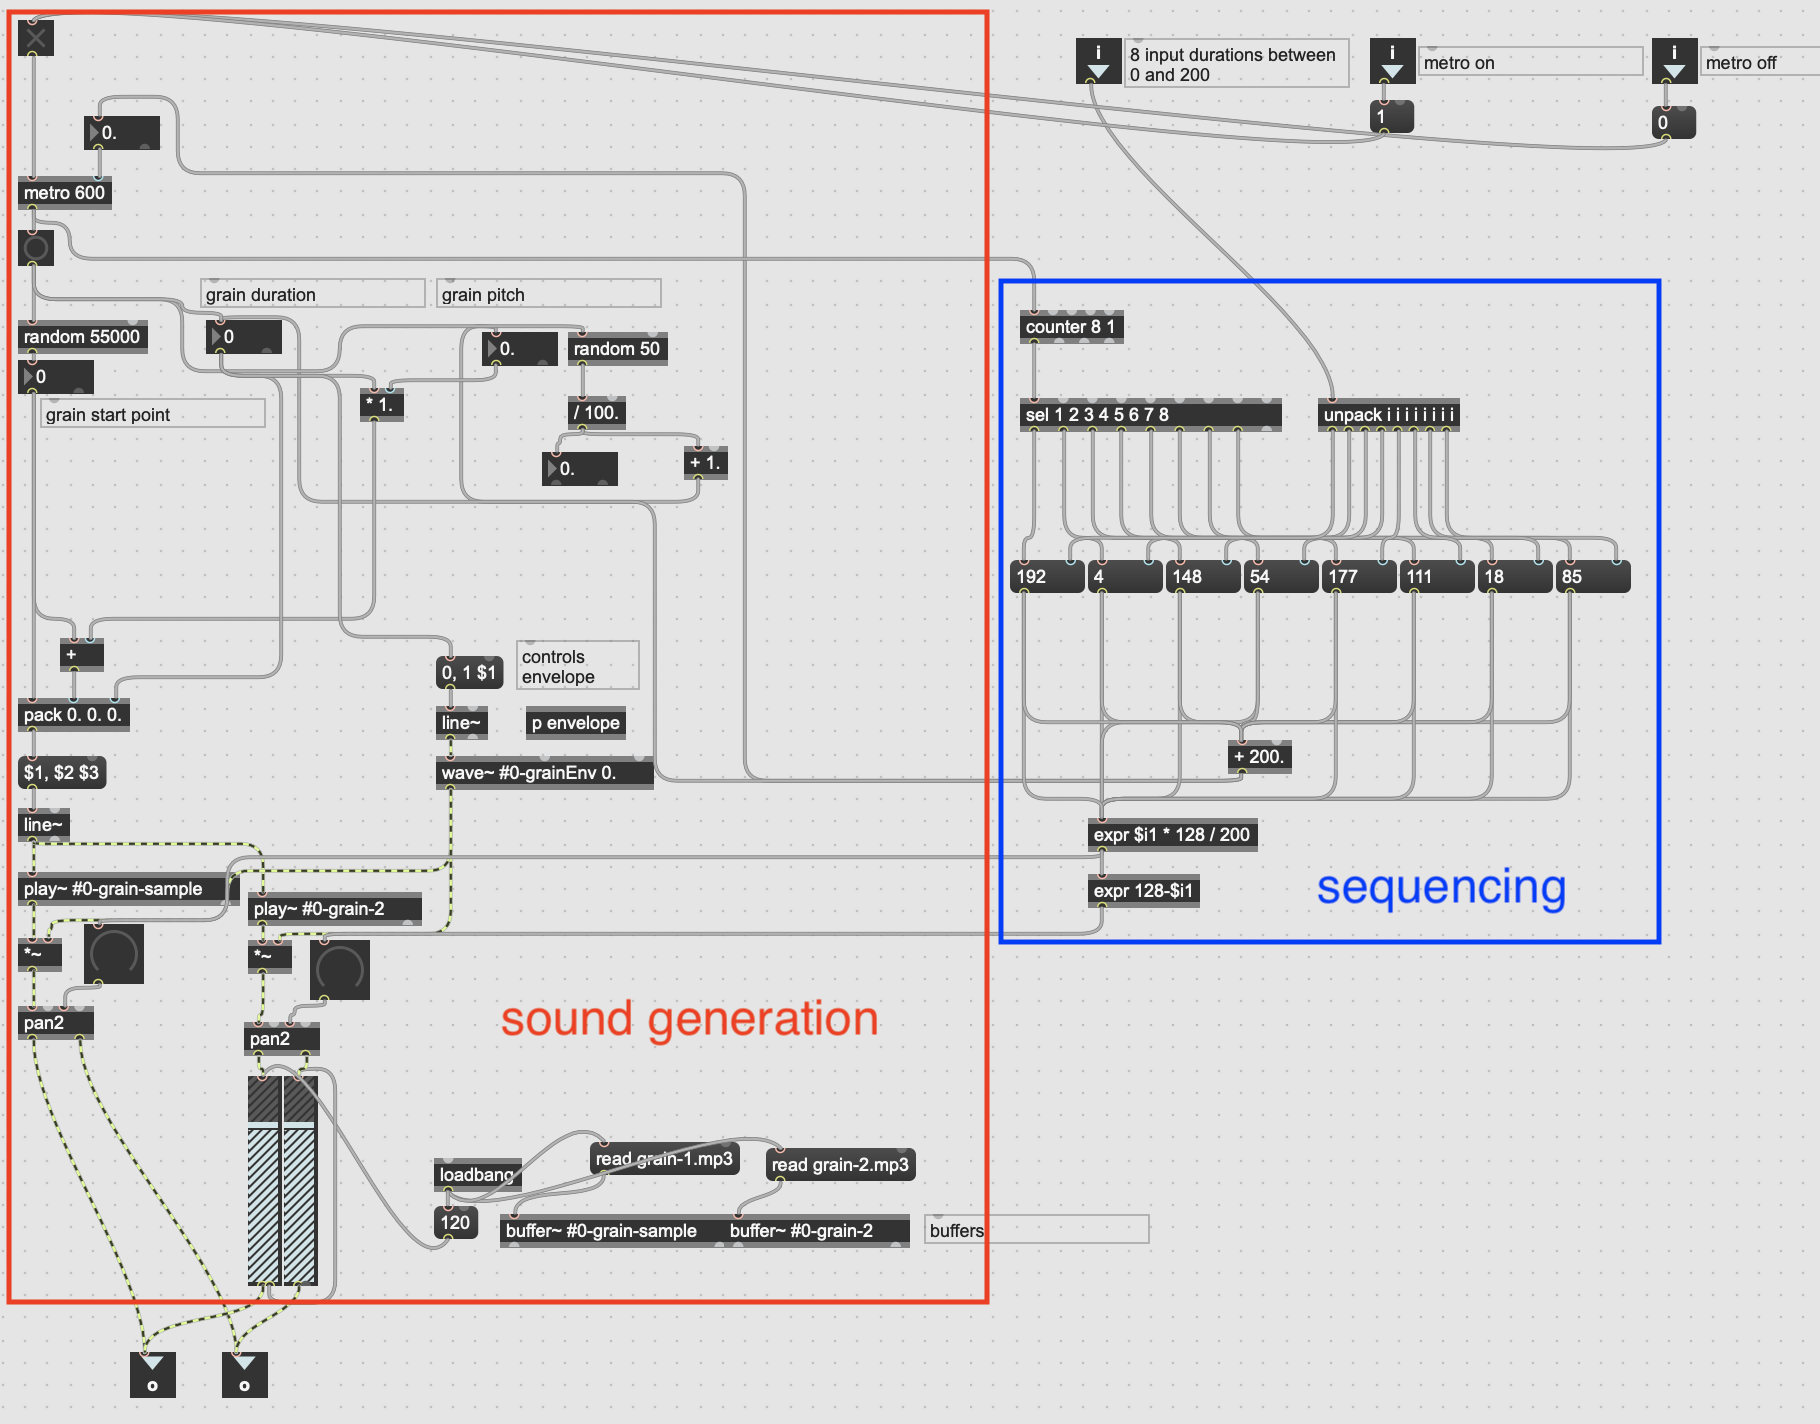 i
8 input durations between
0 and 200
i
metro on
i
metro off
1
0
0.
metro 600
grain duration
grain pitch
random 55000
0
0.
random 50
0
grain start point
* 1.
/ 100.
0.
+ 1.
counter 8 1
sel 1 2 3 4 5 6 7 8
unpack i i i i i i i i
192
4
148
54
177
111
18
85
+
0, 1 $1
controls
envelope
pack 0. 0. 0.
line~
p envelope
$1, $2 $3
wave~ #0-grainEnv 0.
+ 200.
line~
expr $i1 * 128 / 200
play~ #0-grain-sample
play~ #0-grain-2
expr 128-$i1
sequencing
*~
*~
pan2
pan2
sound generation
loadbang
read grain-1.mp3
read grain-2.mp3
120
buffer~ #0-grain-sample
buffer~ #0-grain-2
buffers
o
o